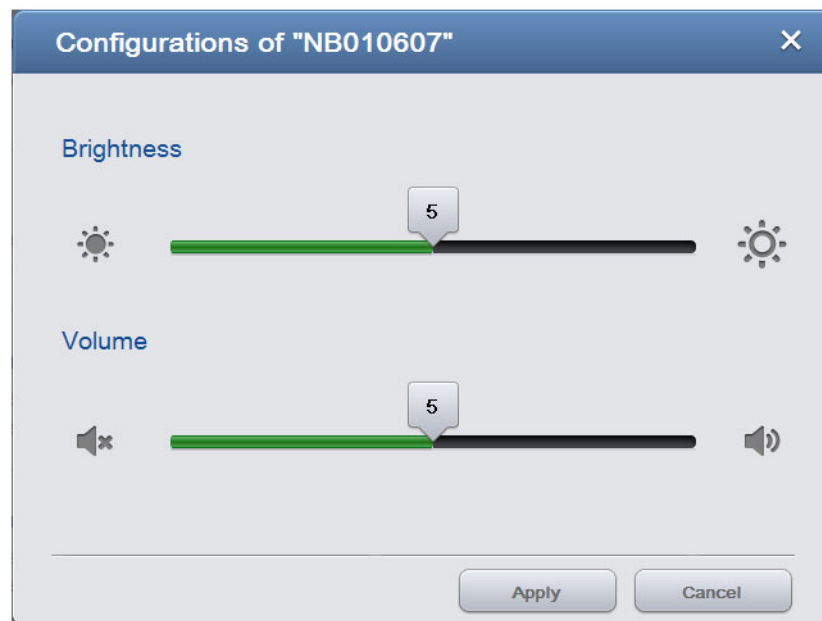 Configurations of "NB010607"
Brightness
5
Volume
5
Apply
Cancel